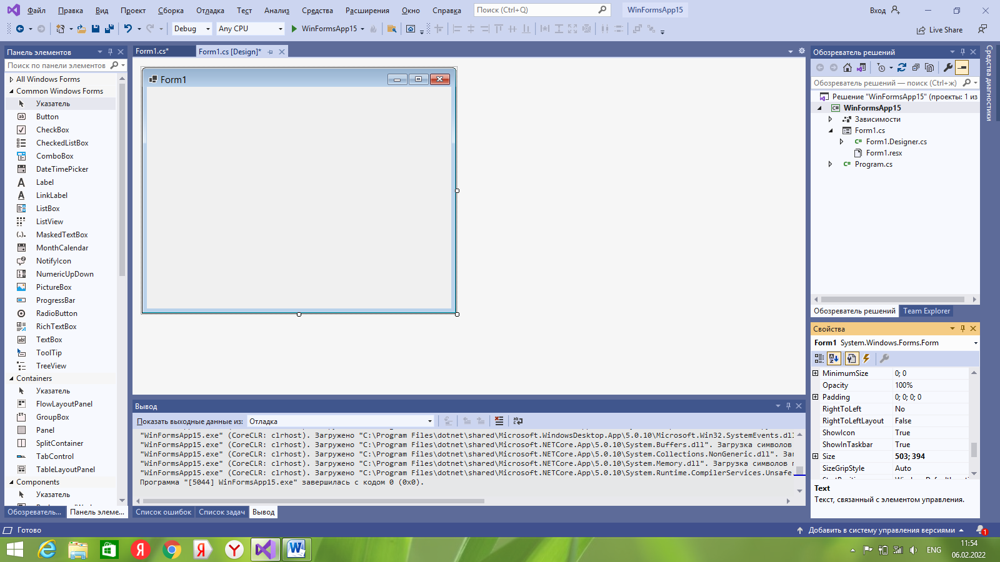 Файл Правка Вид Проект Сборка Отладка Тест Анализ Средства Расширения Окно Справка Поиск (Ctrl+Q) WinFormsApp15 Вход
Debug Any CPU WinFormsApp15 Live Share
Панель элементов
Поиск по панели элементов
All Windows Forms
Common Windows Forms
Указатель
Button
CheckBox
CheckedListBox
ComboBox
DateTimePicker
Label
LinkLabel
ListBox
ListView
MaskedTextBox
MonthCalendar
NotifyIcon
NumericUpDown
PictureBox
ProgressBar
RadioButton
RichTextBox
TextBox
ToolTip
TreeView
Containers
Указатель
FlowLayoutPanel
GroupBox
Panel
SplitContainer
TabControl
TableLayoutPanel
Components
Указатель
Обозреватель... Панель элеме...
Form1.cs* Form1.cs [Design]*
Form1
Вывод
Показать выходные данные из: Отладка
"WinFormsApp15.exe" (CoreCLR: clrhost). Загружено "C:\Program Files\dotnet\shared\Microsoft.WindowsDesktop.App\5.0.10\Microsoft.Win32.SystemEvents.dll
"WinFormsApp15.exe" (CoreCLR: clrhost). Загружено "C:\Program Files\dotnet\shared\Microsoft.NETCore.App\5.0.10\System.Buffers.dll". Загрузка символов
"WinFormsApp15.exe" (CoreCLR: clrhost). Загружено "C:\Program Files\dotnet\shared\Microsoft.NETCore.App\5.0.10\System.Collections.NonGeneric.dll". Заг
"WinFormsApp15.exe" (CoreCLR: clrhost). Загружено "C:\Program Files\dotnet\shared\Microsoft.NETCore.App\5.0.10\System.Memory.dll". Загрузка символов п
"WinFormsApp15.exe" (CoreCLR: clrhost). Загружено "C:\Program Files\dotnet\shared\Microsoft.NETCore.App\5.0.10\System.Runtime.CompilerServices.Unsafe.
Программа "[5044] WinFormsApp15.exe" завершилась с кодом 0 (0x0).
Список ошибок Список задач Вывод
Обозреватель решений
Обозреватель решений — поиск (Ctrl+ж)
Решение "WinFormsApp15" (проекты: 1 из
C# WinFormsApp15
Зависимости
Form1.cs
C# Form1.Designer.cs
Form1.resx
C# Program.cs
Обозреватель решений Team Explorer
Средства диагностики
Свойства
Form1 System.Windows.Forms.Form
MinimumSize 0; 0
Opacity 100%
Padding 0; 0; 0; 0
RightToLeft No
RightToLeftLayout False
ShowIcon True
ShowInTaskbar True
Size 503; 394
SizeGripStyle Auto
Text
Текст, связанный с элементом управления.
Готово Добавить в систему управления версиями 1
ENG 11:54
06.02.2022